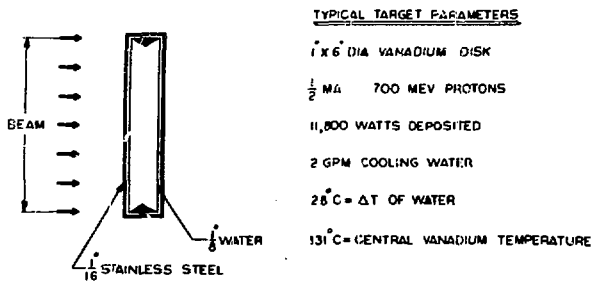 TYPICAL TARGET PARAMETERS
1" X 6" DIA VANADIUM DISK
1/2 MA 700 MEV PROTONS
11,800 WATTS DEPOSITED
2 GPM COOLING WATER
28°C = ΔT OF WATER
131°C = CENTRAL VANADIUM TEMPERATURE
BEAM
1/8" WATER
1/16" STAINLESS STEEL